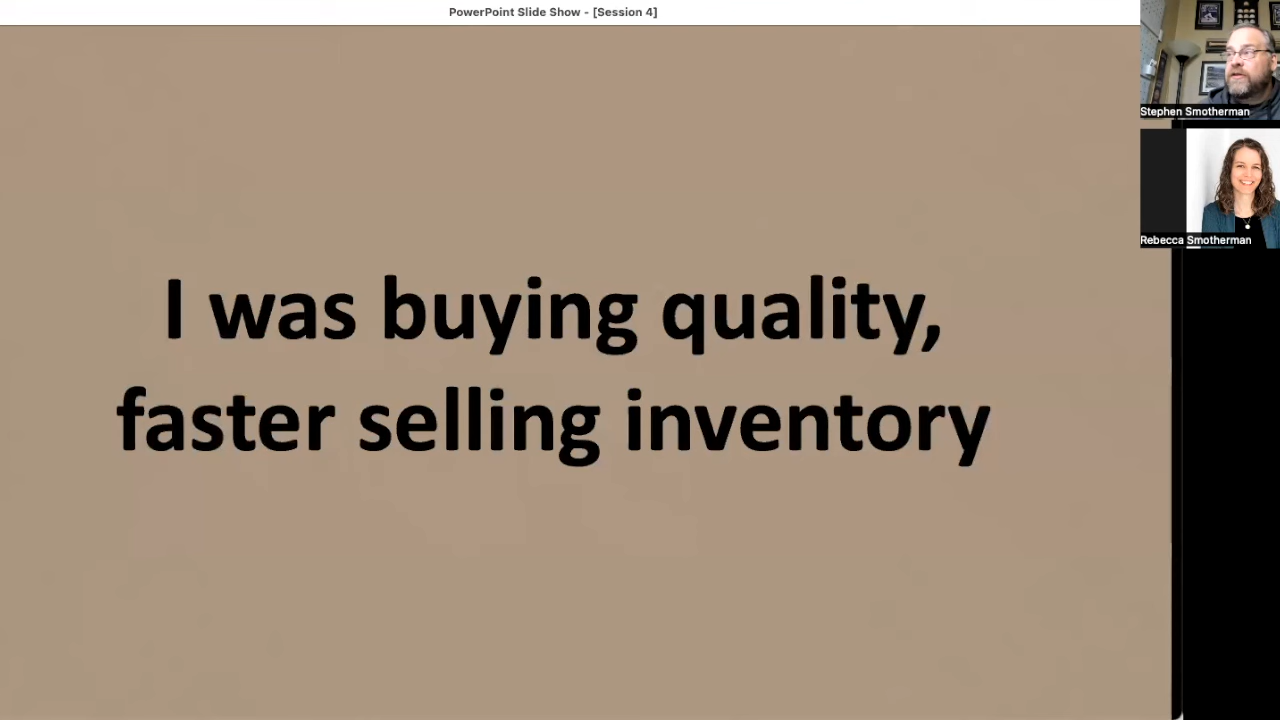 PowerPoint Slide Show - [Session 4]
I was buying quality,
faster selling inventory
Stephen Smotherman
Rebecca Smotherman